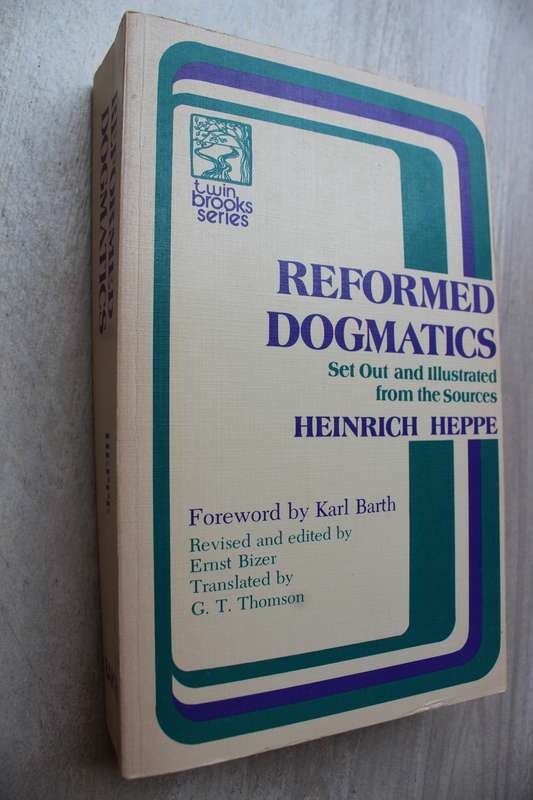 twin
brooks
series
REFORMED
DOGMATICS
Set Out and Illustrated
from the Sources
HEINRICH HEPPE
Foreword by Karl Barth
Revised and edited by
Ernst Bizer
Translated by
G. T. Thomson
REFORMED
DOGMATICS
HEPPE